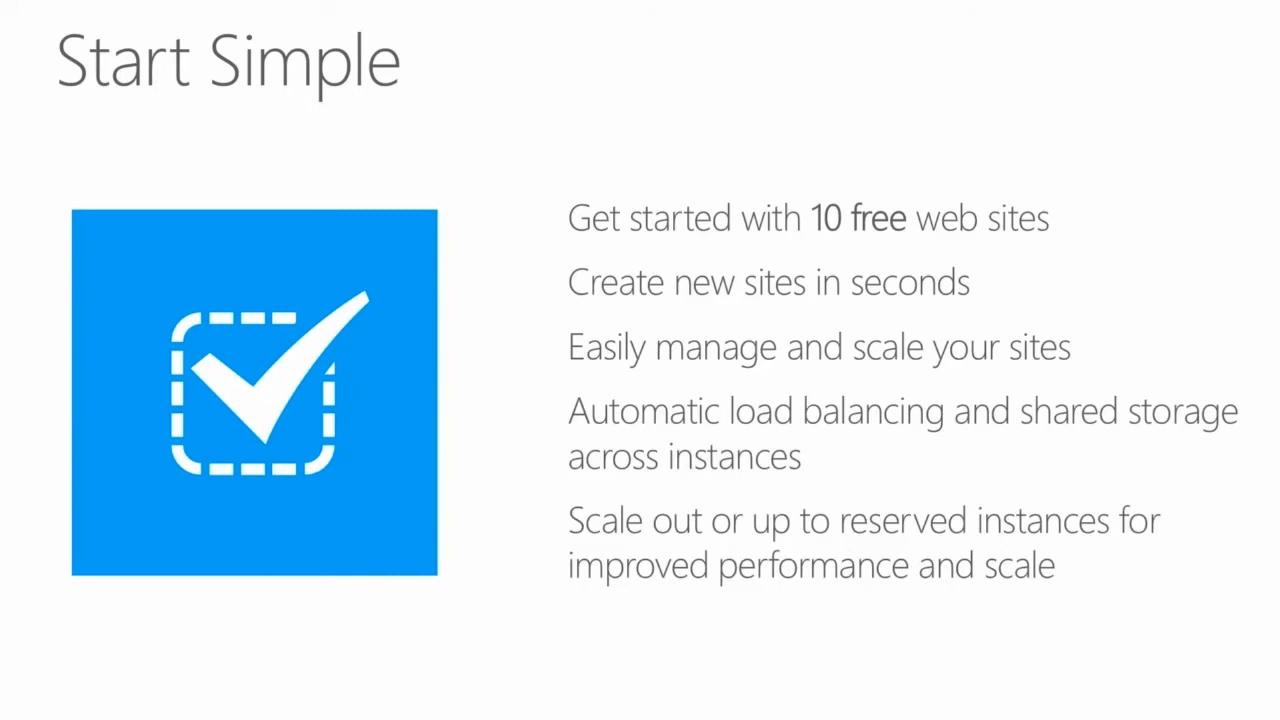 Start Simple
Get started with 10 free web sites
Create new sites in seconds
Easily manage and scale your sites
Automatic load balancing and shared storage
across instances
Scale out or up to reserved instances for
improved performance and scale